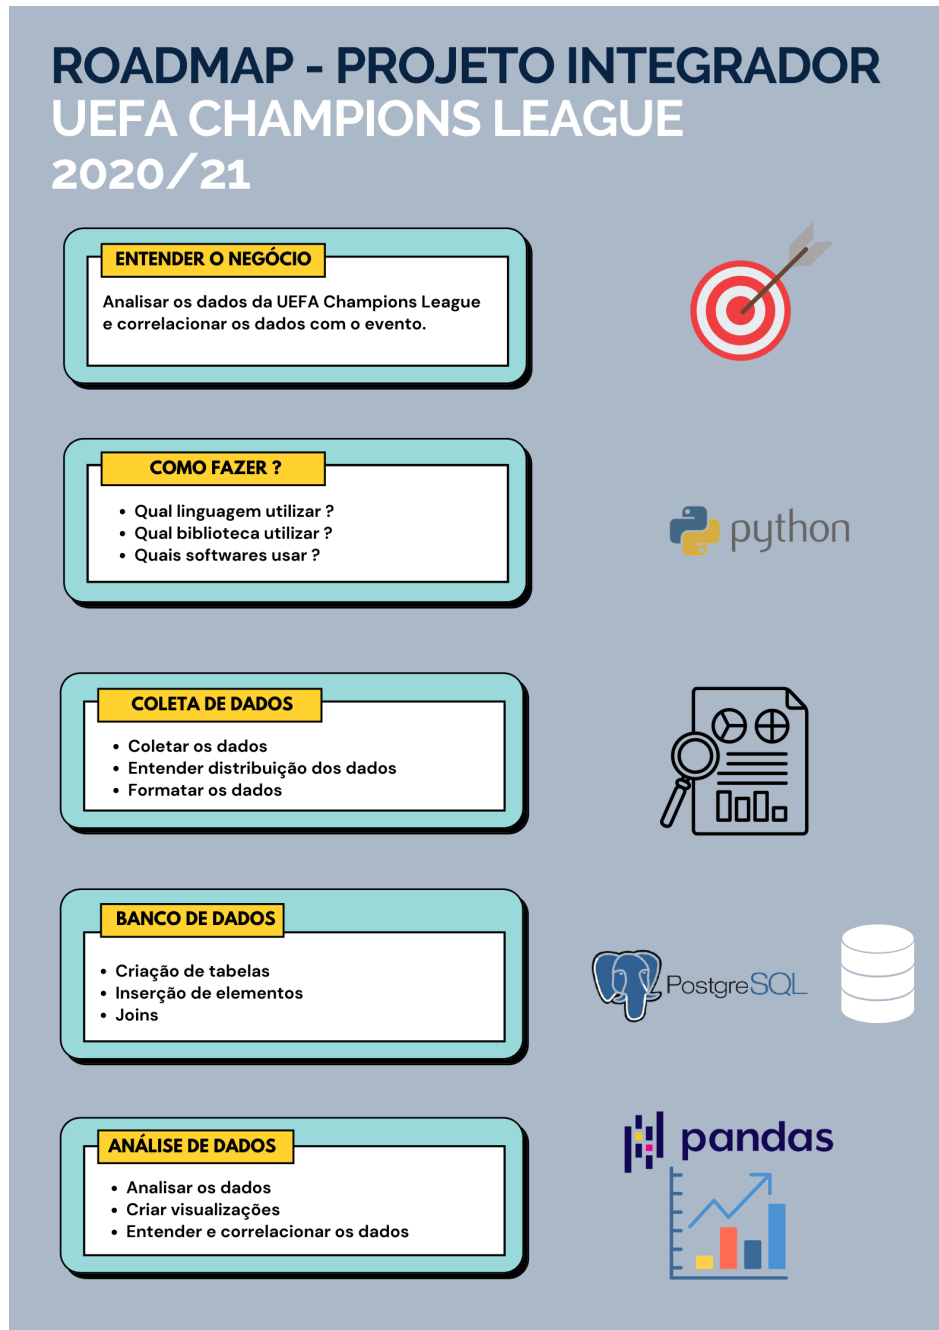 ROADMAP - PROJETO INTEGRADOR
UEFA CHAMPIONS LEAGUE
2020/21
ENTENDER O NEGÓCIO
Analisar os dados da UEFA Champions League
e correlacionar os dados com o evento.
COMO FAZER ?
• Qual linguagem utilizar ?
• Qual biblioteca utilizar ?
• Quais softwares usar ?
python
COLETA DE DADOS
• Coletar os dados
• Entender distribuição dos dados
• Formatar os dados
BANCO DE DADOS
• Criação de tabelas
• Inserção de elementos
• Joins
PostgreSQL
ANÁLISE DE DADOS
• Analisar os dados
• Criar visualizações
• Entender e correlacionar os dados
pandas